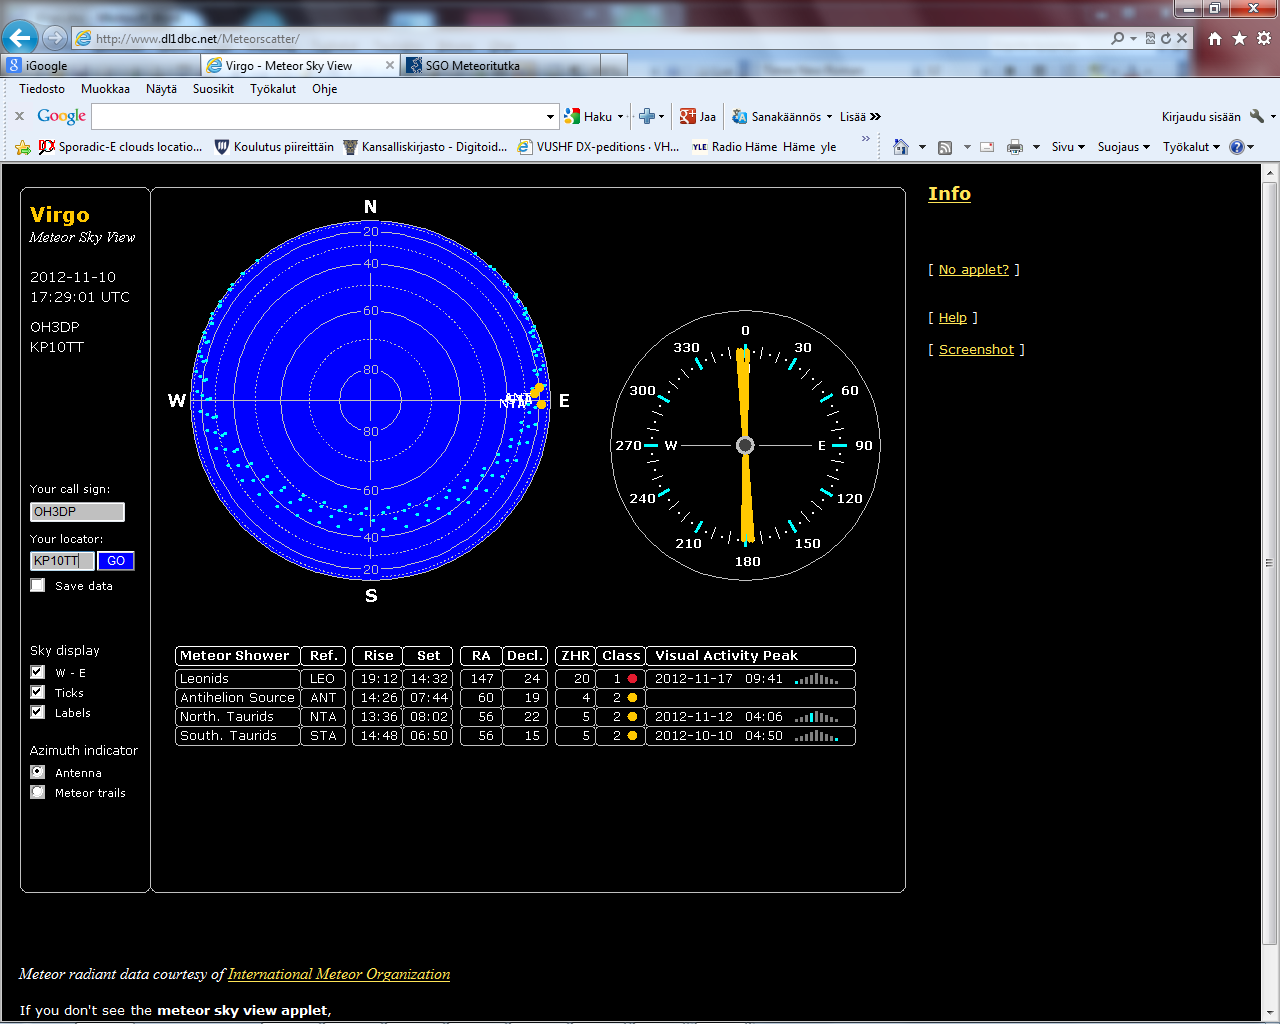 http://www.dl1dbc.net/Meteorscatter/
iGoogle
Virgo - Meteor Sky View
SGO Meteoritutka
Tiedosto Muokkaa Näytä Suosikit Työkalut Ohje
Google Haku Jaa Sanakäännös Lisää Kirjaudu sisään
Sporadic-E clouds locatio... Koulutus piireittäin Kansalliskirjasto - Digitoid... VUSHF DX-peditions · VH... YLE Radio Häme Häme yle Sivu Suojaus Työkalut
Virgo
Meteor Sky View
2012-11-10
17:29:01 UTC
OH3DP
KP10TT
Your call sign:
OH3DP
Your locator:
KP10TT GO
Save data
Sky display
W - E
Ticks
Labels
Azimuth indicator
Antenna
Meteor trails
N
20
40
60
80
W E
ANT
NTA
80
60
40
20
S
0
330 30
300 60
270 W E 90
240 120
210 150
180
Meteor Shower Ref. Rise Set RA Decl. ZHR Class Visual Activity Peak
Leonids LEO 19:12 14:32 147 24 20 1 2012-11-17 09:41
Antihelion Source ANT 14:26 07:44 60 19 4 2
North. Taurids NTA 13:36 08:02 56 22 5 2 2012-11-12 04:06
South. Taurids STA 14:48 06:50 56 15 5 2 2012-10-10 04:50
Info
[ No applet? ]
[ Help ]
[ Screenshot ]
Meteor radiant data courtesy of International Meteor Organization
If you don't see the meteor sky view applet,